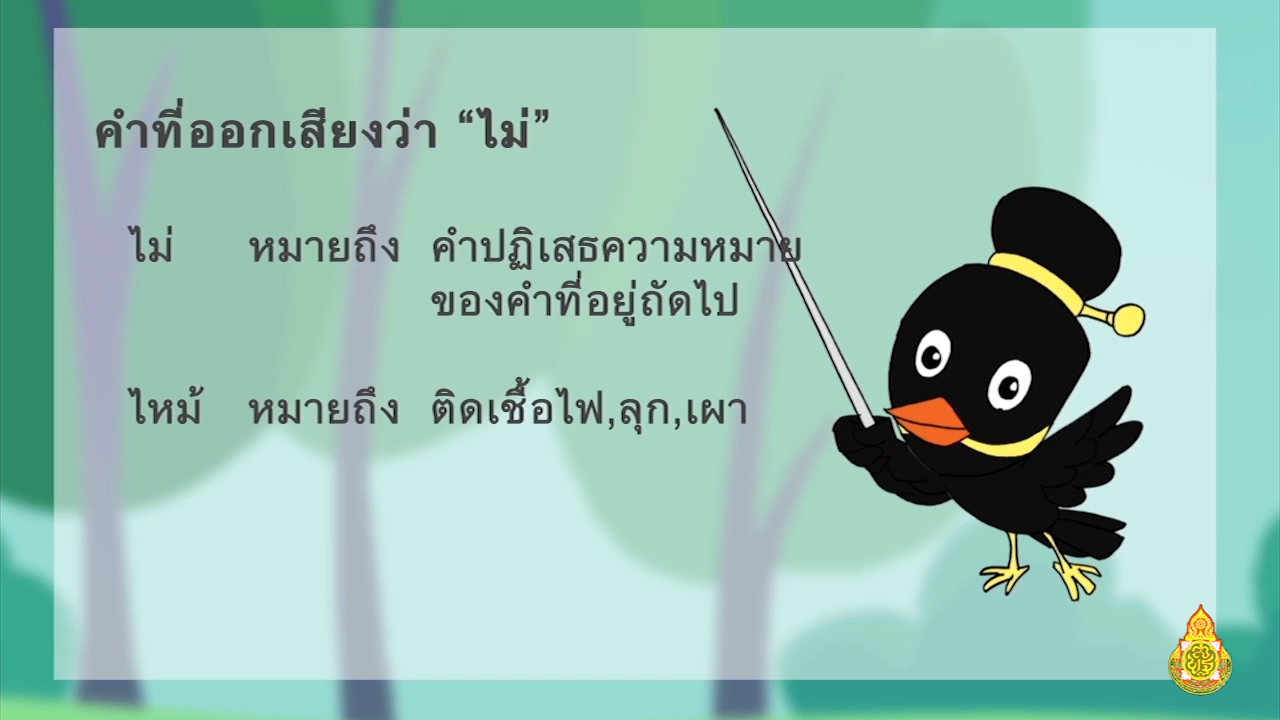 คำที่ออกเสียงว่า “ไม่”
ไม่ หมายถึง คำปฏิเสธความหมาย
ของคำที่อยู่ถัดไป
ไหม้ หมายถึง ติดเชื้อไฟ,ลุก,เผา